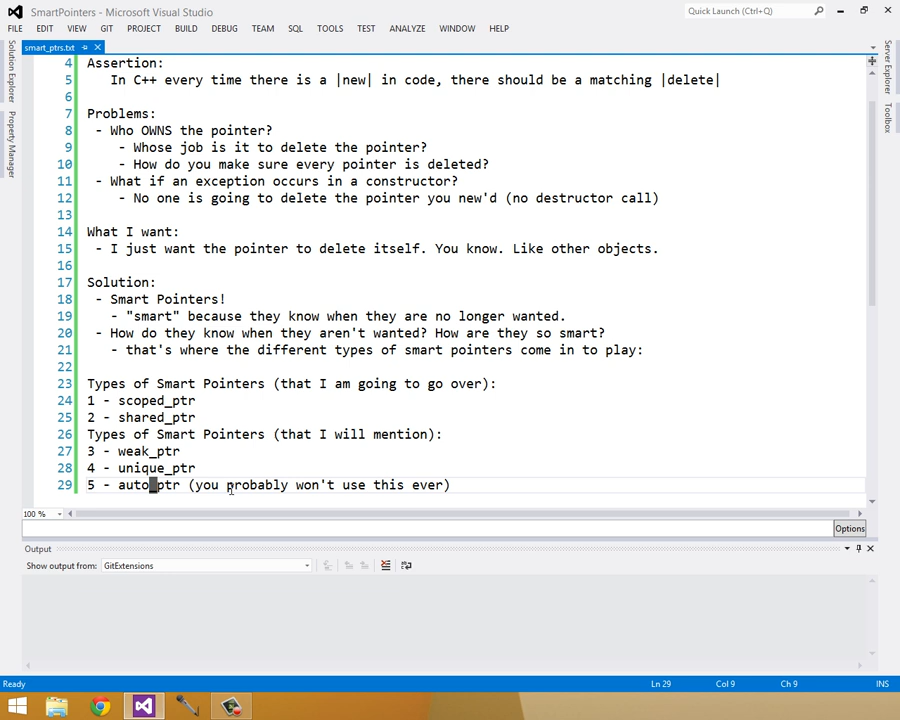 SmartPointers - Microsoft Visual Studio
Quick Launch (Ctrl+Q)
FILE EDIT VIEW GIT PROJECT BUILD DEBUG TEAM SQL TOOLS TEST ANALYZE WINDOW HELP
Solution Explorer
Property Manager
Server Explorer
Toolbox
smart_ptrs.txt
4 Assertion:
5 In C++ every time there is a |new| in code, there should be a matching |delete|
6
7 Problems:
8 - Who OWNS the pointer?
9 - Whose job is it to delete the pointer?
10 - How do you make sure every pointer is deleted?
11 - What if an exception occurs in a constructor?
12 - No one is going to delete the pointer you new'd (no destructor call)
13
14 What I want:
15 - I just want the pointer to delete itself. You know. Like other objects.
16
17 Solution:
18 - Smart Pointers!
19 - "smart" because they know when they are no longer wanted.
20 - How do they know when they aren't wanted? How are they so smart?
21 - that's where the different types of smart pointers come in to play:
22
23 Types of Smart Pointers (that I am going to go over):
24 1 - scoped_ptr
25 2 - shared_ptr
26 Types of Smart Pointers (that I will mention):
27 3 - weak_ptr
28 4 - unique_ptr
29 5 - auto_ptr (you probably won't use this ever)
100 %
Options
Output
Show output from: GitExtensions
Ready Ln 29 Col 9 Ch 9 INS